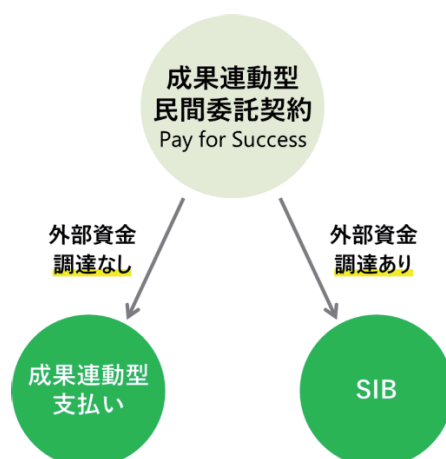 成果連動型
民間委託契約
Pay for Success
外部資金
調達なし
外部資金
調達あり
成果連動型
支払い
SIB